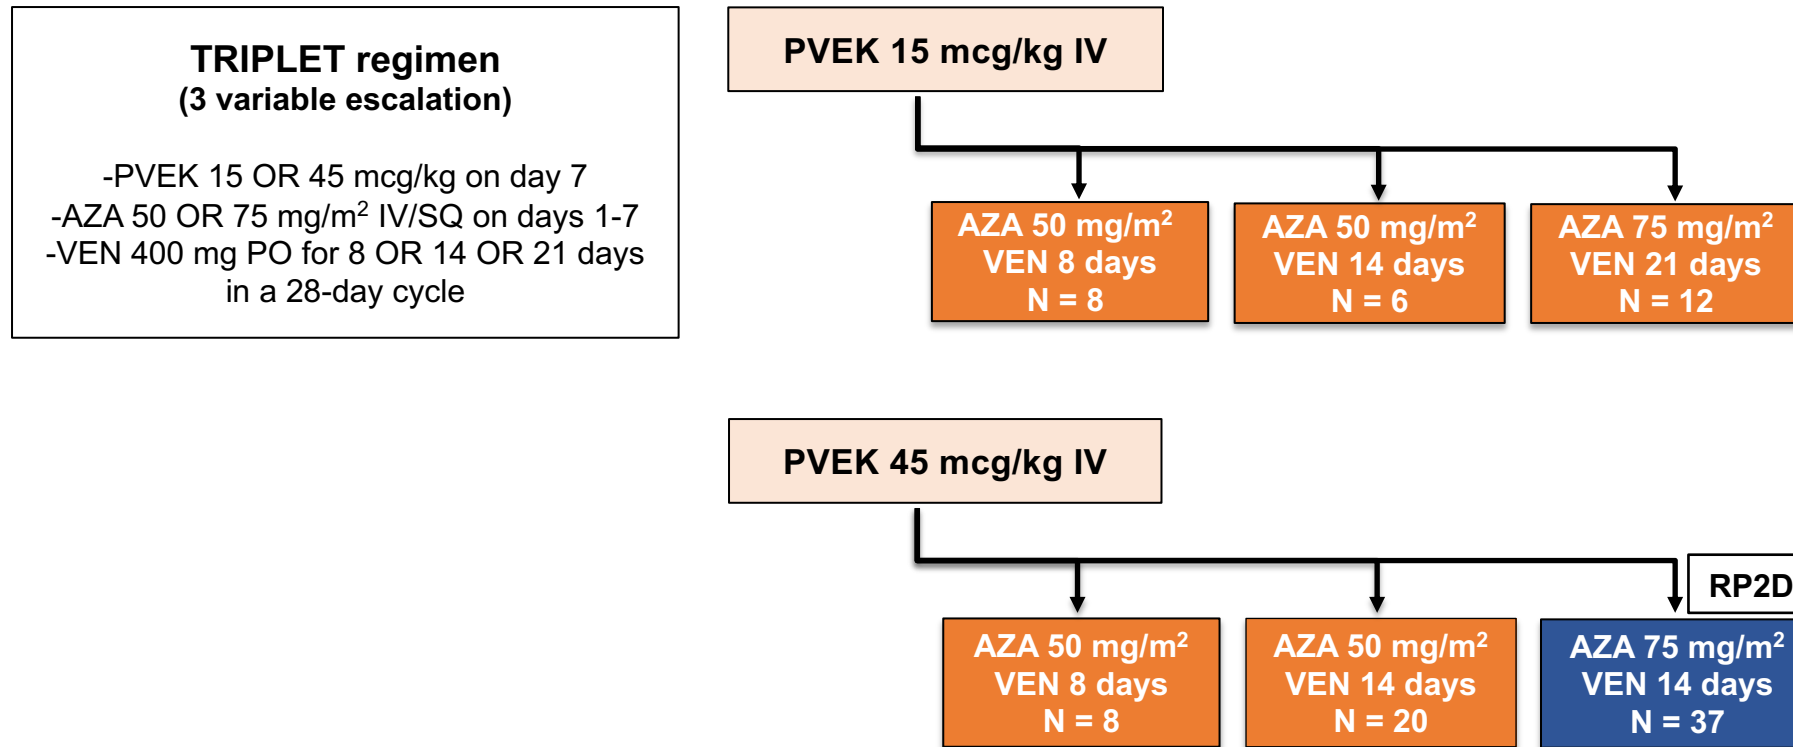 TRIPLET regimen
(3 variable escalation)
-PVEK 15 OR 45 mcg/kg on day 7
-AZA 50 OR 75 mg/m² IV/SQ on days 1-7
-VEN 400 mg PO for 8 OR 14 OR 21 days
in a 28-day cycle
PVEK 15 mcg/kg IV
AZA 50 mg/m²
VEN 8 days
N = 8
AZA 50 mg/m²
VEN 14 days
N = 6
AZA 75 mg/m²
VEN 21 days
N = 12
PVEK 45 mcg/kg IV
RP2D
AZA 50 mg/m²
VEN 8 days
N = 8
AZA 50 mg/m²
VEN 14 days
N = 20
AZA 75 mg/m²
VEN 14 days
N = 37